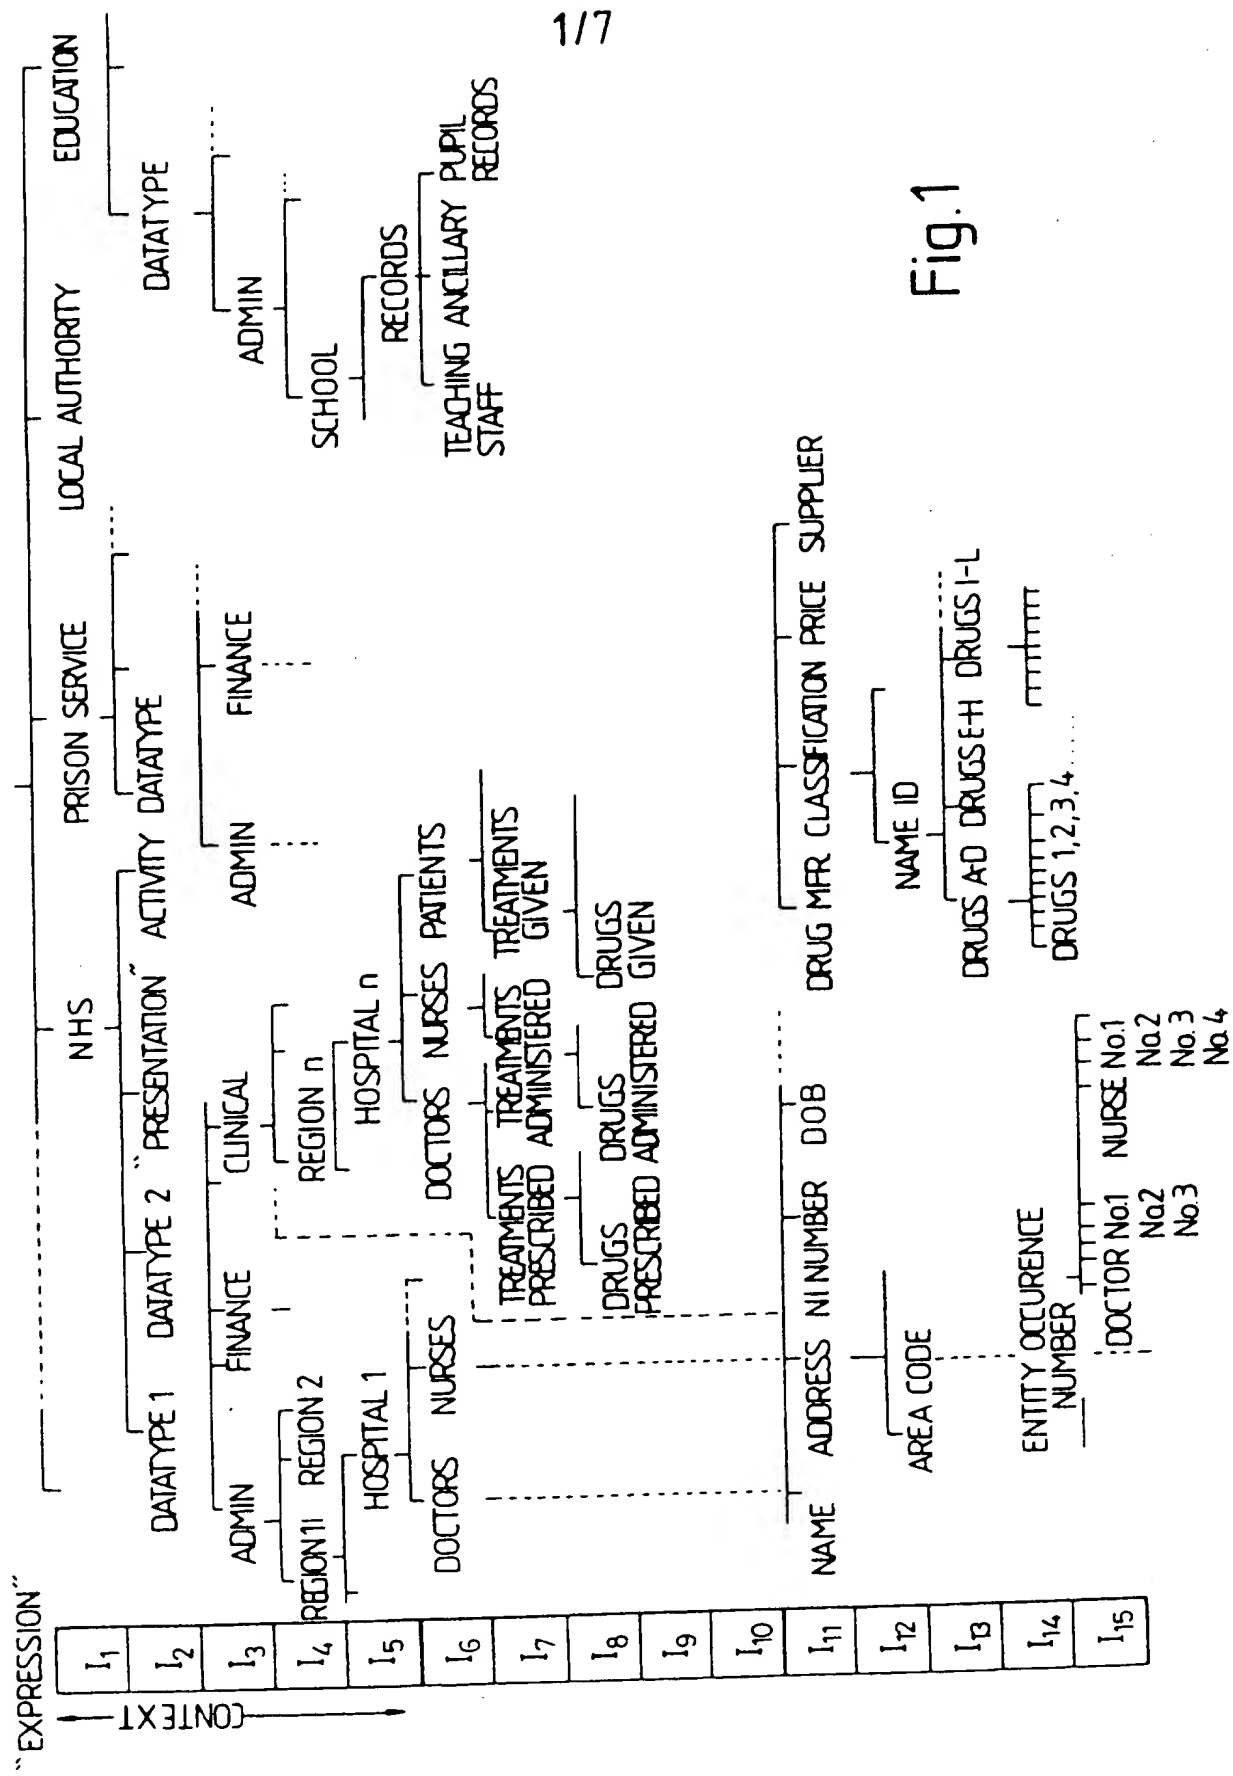 1/7
"EXPRESSION"
CONTEXT
I1
NHS PRISON SERVICE LOCAL AUTHORITY EDUCATION
I2
DATATYPE 1 DATATYPE 2 "PRESENTATION" ACTIVITY DATATYPE DATATYPE
I3
ADMIN FINANCE CLINICAL ADMIN FINANCE ADMIN
I4
REGION 1 REGION 2 REGION n SCHOOL
I5
HOSPITAL 1 HOSPITAL n RECORDS
I6
DOCTORS NURSES DOCTORS NURSES PATIENTS TEACHING ANCILLARY PUPIL
STAFF RECORDS
I7
TREATMENTS TREATMENTS TREATMENTS
PRESCRIBED ADMINISTERED GIVEN
I8
DRUGS DRUGS DRUGS
PRESCRIBED ADMINISTERED GIVEN
I9
I10
I11
NAME ADDRESS NI NUMBER DOB DRUG MFR CLASSIFICATION PRICE SUPPLIER
I12
AREA CODE NAME ID
I13
DRUGS A-D DRUGS E-H DRUGS I-L
I14
ENTITY OCCURENCE
NUMBER
DRUGS 1,2,3,4
I15
DOCTOR No.1 NURSE No.1
No.2 No.2
No.3 No.3
No.4
Fig.1